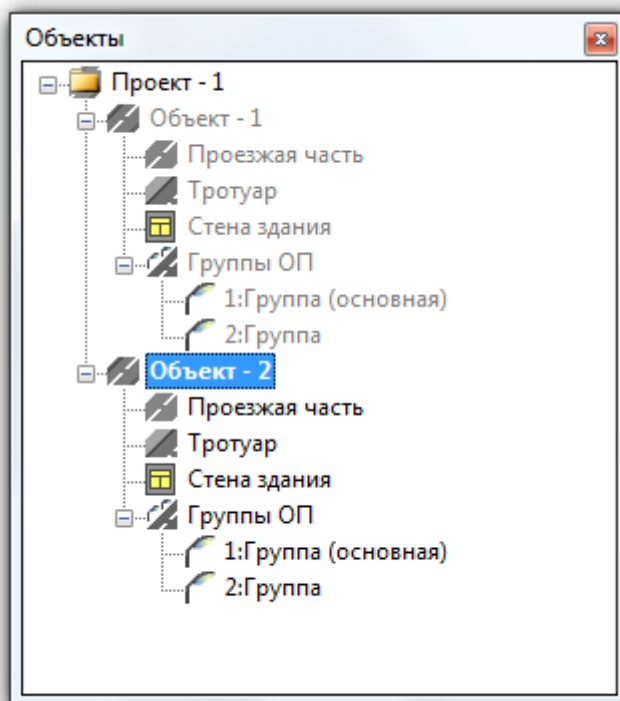 Объекты
Проект - 1
Объект - 1
Проезжая часть
Тротуар
Стена здания
Группы ОП
1:Группа (основная)
2:Группа
Объект - 2
Проезжая часть
Тротуар
Стена здания
Группы ОП
1:Группа (основная)
2:Группа